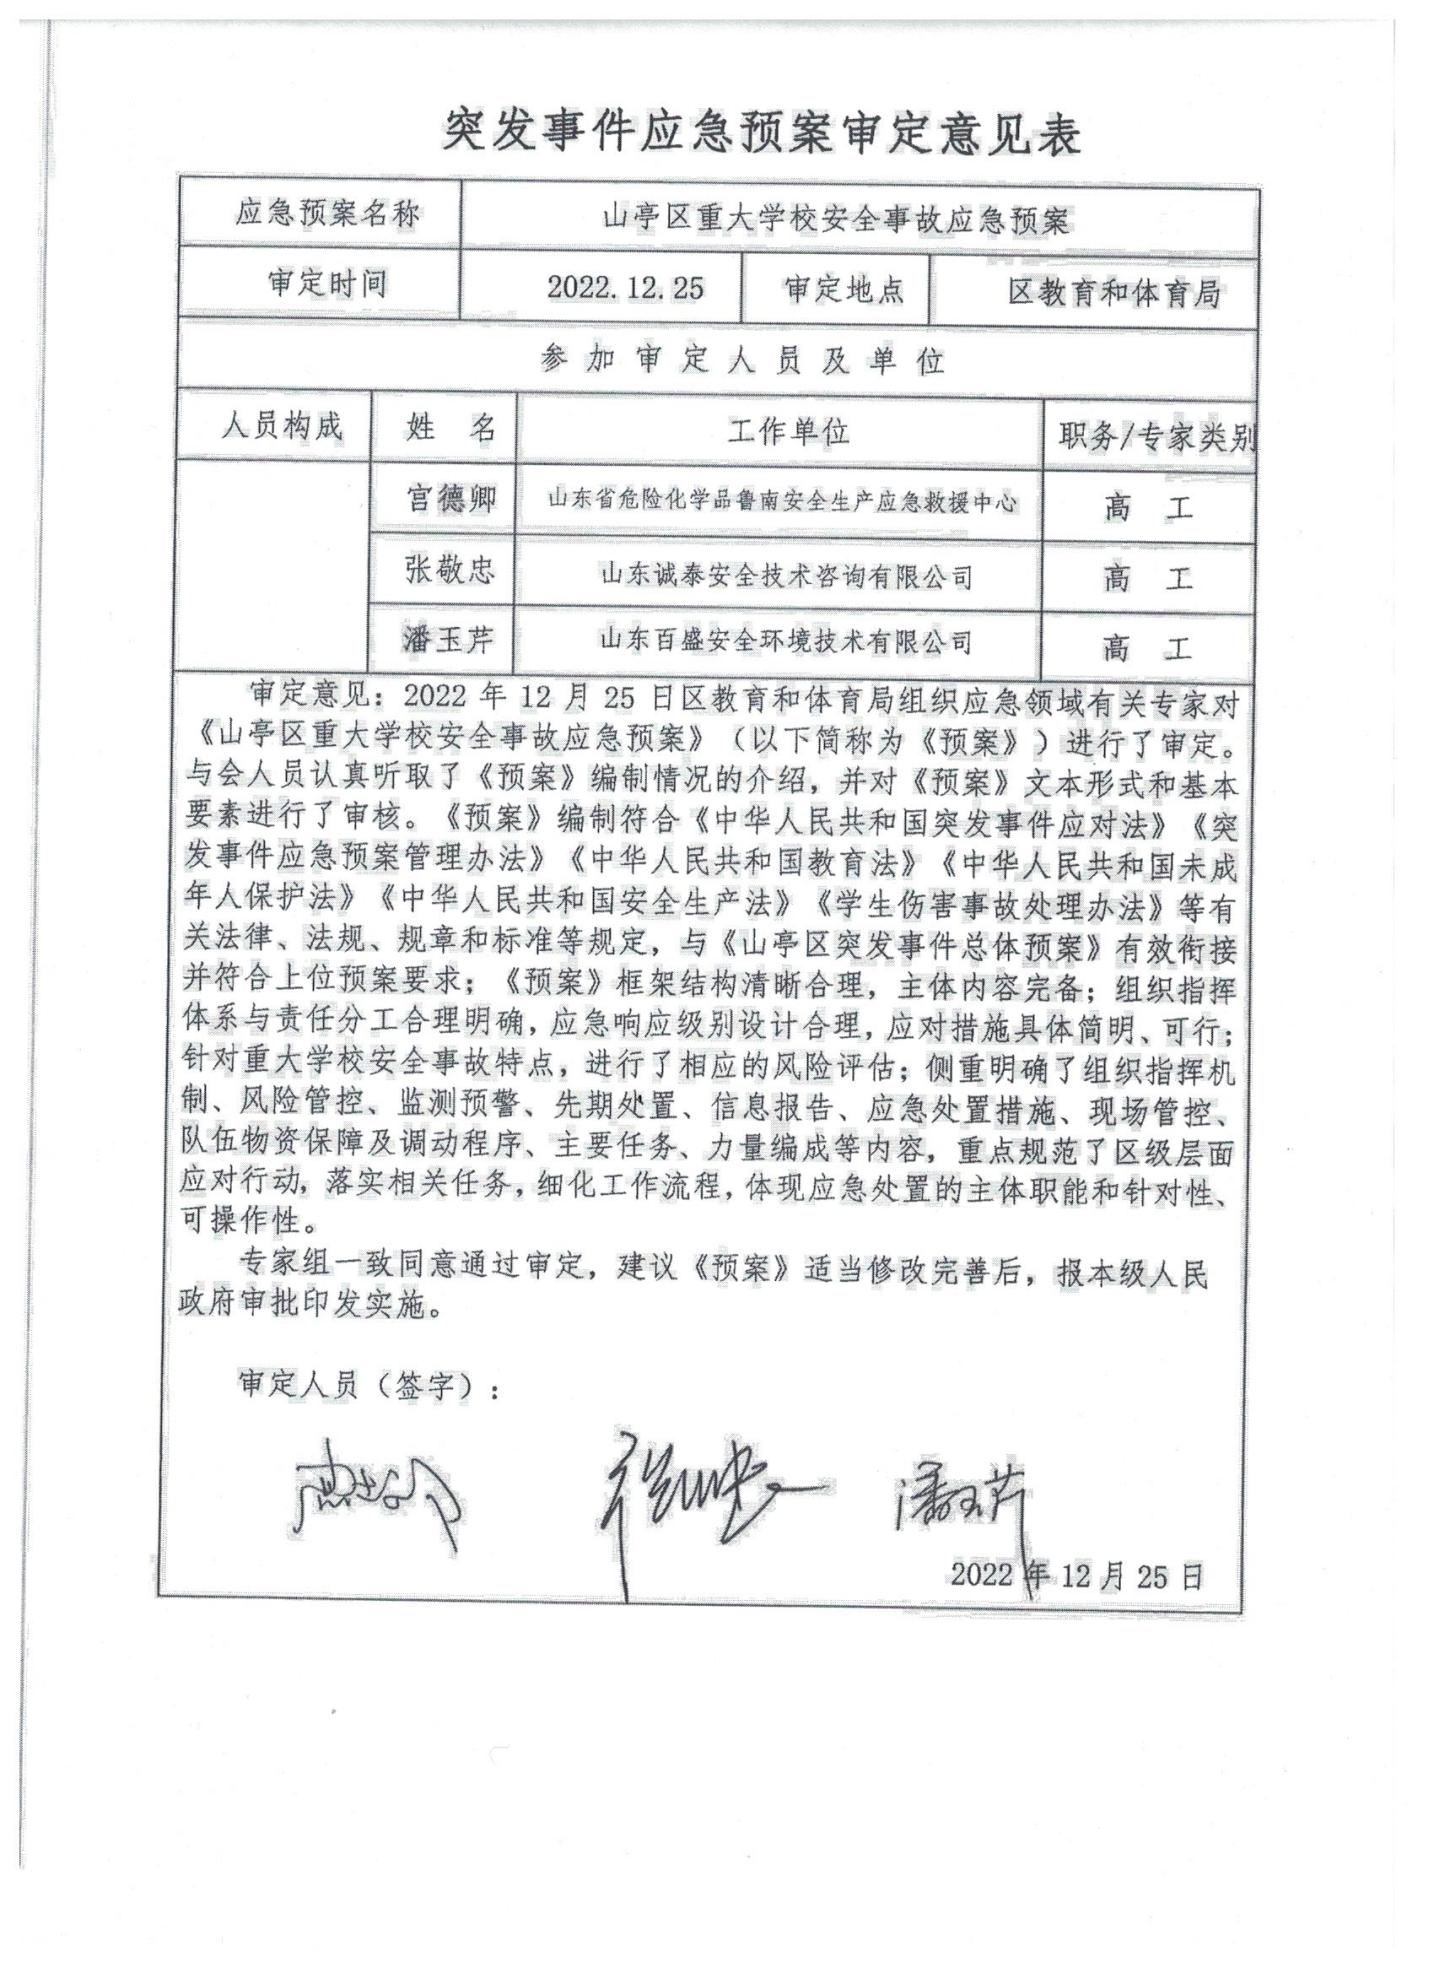 突发事件应急预案审定意见表
应急预案名称 山亭区重大学校安全事故应急预案
审定时间 2022.12.25 审定地点 区教育和体育局
参加审定人员及单位
人员构成 姓 名 工作单位 职务/专家类别
宫德卿 山东省危险化学品鲁南安全生产应急救援中心 高 工
张敬忠 山东诚泰安全技术咨询有限公司 高 工
潘玉芹 山东百盛安全环境技术有限公司 高 工
审定意见：2022 年 12 月 25 日区教育和体育局组织应急领域有关专家对
《山亭区重大学校安全事故应急预案》（以下简称为《预案》）进行了审定。
与会人员认真听取了《预案》编制情况的介绍，并对《预案》文本形式和基本
要素进行了审核。《预案》编制符合《中华人民共和国突发事件应对法》《突
发事件应急预案管理办法》《中华人民共和国教育法》《中华人民共和国未成
年人保护法》《中华人民共和国安全生产法》《学生伤害事故处理办法》等有
关法律、法规、规章和标准等规定，与《山亭区突发事件总体预案》有效衔接
并符合上位预案要求；《预案》框架结构清晰合理，主体内容完备；组织指挥
体系与责任分工合理明确，应急响应级别设计合理，应对措施具体简明、可行；
针对重大学校安全事故特点，进行了相应的风险评估；侧重明确了组织指挥机
制、风险管控、监测预警、先期处置、信息报告、应急处置措施、现场管控、
队伍物资保障及调动程序、主要任务、力量编成等内容，重点规范了区级层面
应对行动，落实相关任务，细化工作流程，体现应急处置的主体职能和针对性、
可操作性。
专家组一致同意通过审定，建议《预案》适当修改完善后，报本级人民
政府审批印发实施。
审定人员（签字）：
潘玉芹
2022 年 12 月 25 日